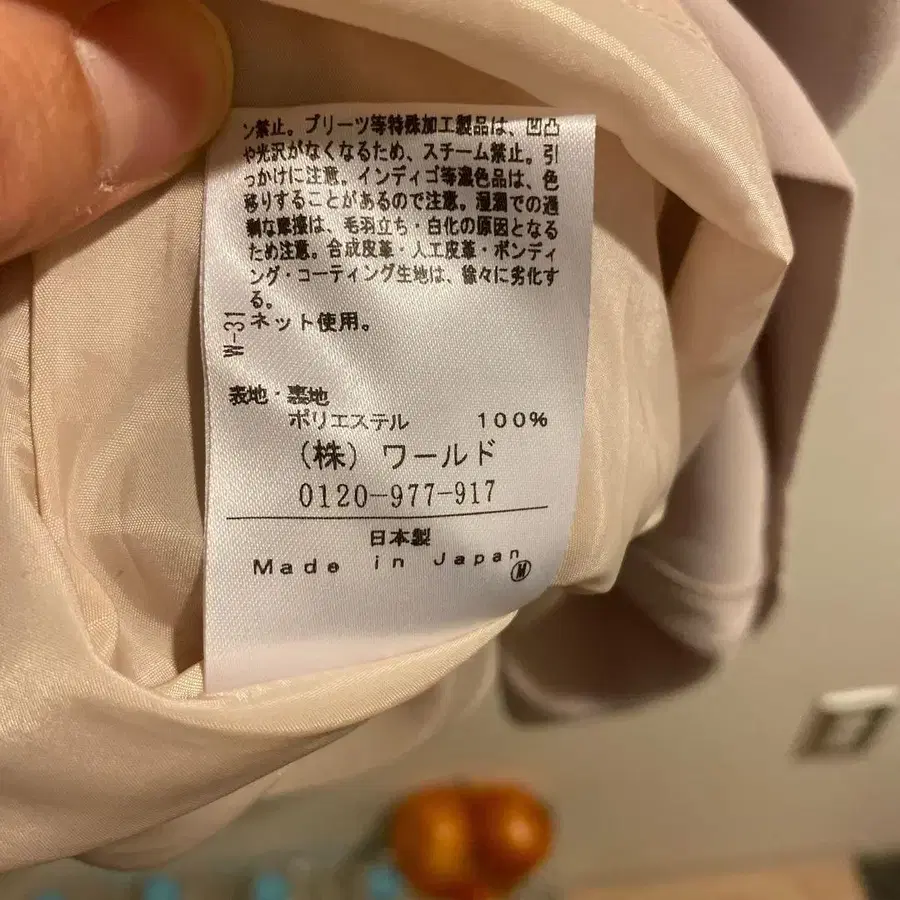 ン禁止。プリーツ等特殊加工製品は、凹凸
や光沢がなくなるため、スチーム禁止。引
っかけに注意。インディゴ等濃色品は、色
移りすることがあるので注意。湿潤での過
剰な摩擦は、毛羽立ち・白化の原因となる
ため注意。合成皮革・人工皮革・ボンディ
ング・コーティング生地は、徐々に劣化す
る。
ネット使用。
W-31
表地・裏地
ポリエステル 100%
(株)ワールド
0120-977-917
日本製
Made in Japan
M